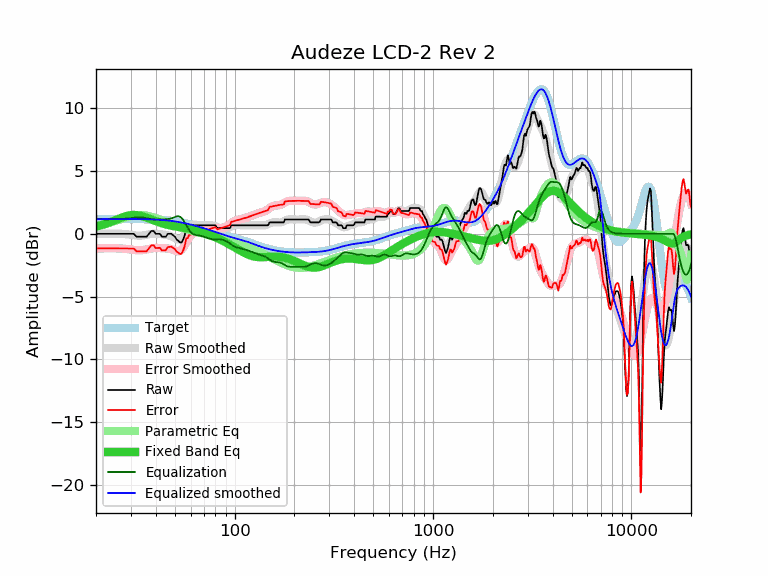 Audeze LCD-2 Rev 2
10
5
0
−5
−10
−15
−20
Amplitude (dBr)
Target
Raw Smoothed
Error Smoothed
Raw
Error
Parametric Eq
Fixed Band Eq
Equalization
Equalized smoothed
100
1000
10000
Frequency (Hz)